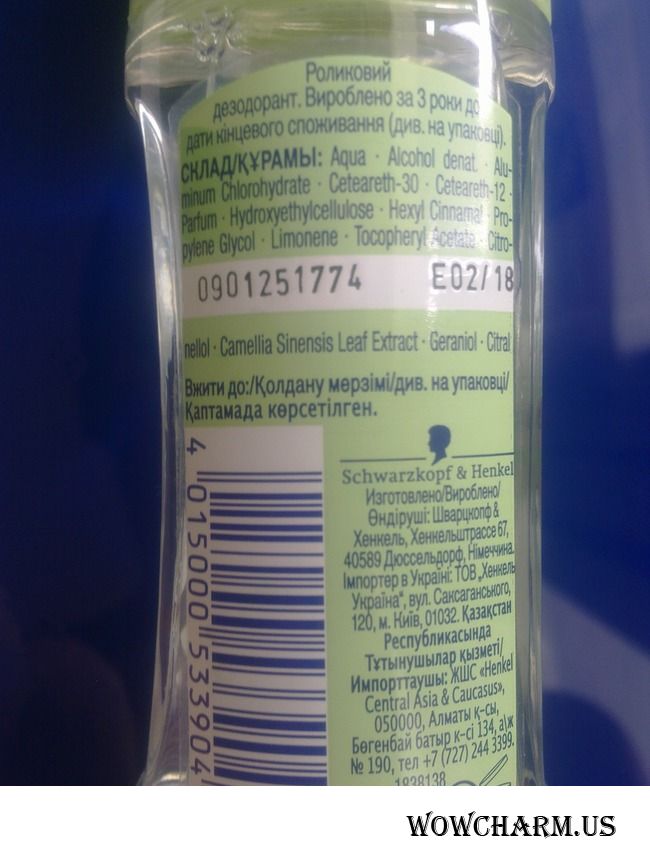 Роликовий
дезодорант. Вироблено за 3 роки до
дати кінцевого споживання (див. на упаковці).
СКЛАД/ҚҰРАМЫ: Aqua · Alcohol denat. · Alu-
minum Chlorohydrate · Ceteareth-30 · Ceteareth-12 ·
Parfum · Hydroxyethylcellulose · Hexyl Cinnamal · Pro-
pylene Glycol · Limonene · Tocopheryl Acetate · Citro-
0901251774 E02/18
nellol · Camellia Sinensis Leaf Extract · Geraniol · Citral
Вжити до:/Қолдану мерзімі/див. на упаковці/
Қаптамада көрсетілген.
Schwarzkopf & Henkel
Изготовлено/Вироблено/
Өндіруші: Шварцкопф &
Хенкель, Хенкельштрассе 67,
40589 Дюссельдорф, Німеччина.
Імпортер в Україні: ТОВ „Хенкель
Україна“, вул. Саксаганського,
120, м. Київ, 01032. Қазақстан
Республикасында
Тұтынушылар қызметі/
Импорттаушы: ЖШС «Henkel
Central Asia & Caucasus»,
050000, Алматы қ-сы,
Бөгенбай батыр к-сі 134, а\ж
№ 190, тел +7 (727) 244 3399.
1838138
4 015000 533904
WOWCHARM.US